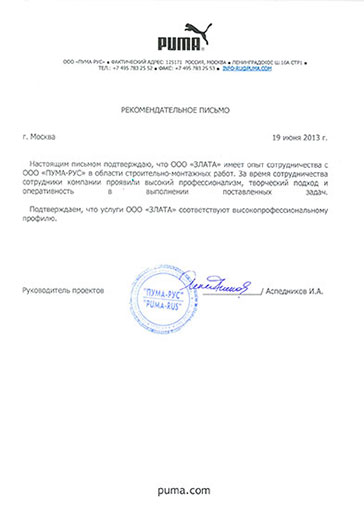 PUMA
ООО «ПУМА РУС» • ФАКТИЧЕСКИЙ АДРЕС: 125171 РОССИЯ, МОСКВА • ЛЕНИНГРАДСКОЕ Ш.16А СТР1 •
ТЕЛ.: +7 495 783 25 52 • ФАКС: +7 495 783 25 53 • INFO-RU@PUMA.COM
РЕКОМЕНДАТЕЛЬНОЕ ПИСЬМО
г. Москва 19 июня 2013 г.
Настоящим письмом подтверждаю, что ООО «ЗЛАТА» имеет опыт сотрудничества с
ООО «ПУМА-РУС» в области строительно-монтажных работ. За время сотрудничества
сотрудники компании проявили высокий профессионализм, творческий подход и
оперативность в выполнении поставленных задач.
Подтверждаем, что услуги ООО «ЗЛАТА» соответствуют высокопрофессиональному
профилю.
Руководитель проектов / Аспедников И.А.
"ПУМА-РУС"
"PUMA-RUS"
puma.com